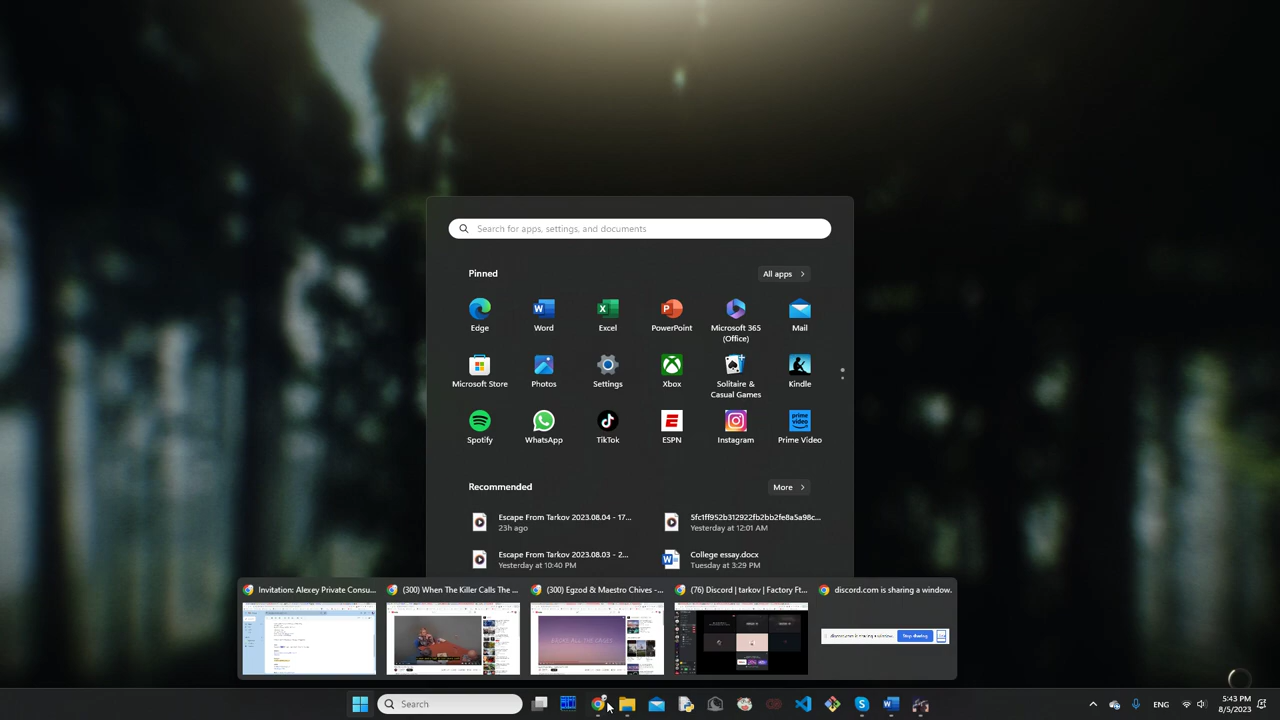 Search for apps, settings, and documents
Pinned
All apps
Edge
Word
Excel
PowerPoint
Microsoft 365
(Office)
Mail
Microsoft Store
Photos
Settings
Xbox
Solitaire &
Casual Games
Kindle
Spotify
WhatsApp
TikTok
ESPN
Instagram
prime
video
Prime Video
Recommended
More
Escape From Tarkov 2023.08.04 - 17...
23h ago
5fc1ff952b312922fb2bb2fe8a5a98c...
Yesterday at 12:01 AM
Escape From Tarkov 2023.08.03 - 2...
Yesterday at 10:40 PM
College essay.docx
Tuesday at 3:29 PM
Invitation: Alexey Private Consu...
(300) When The Killer Calls The ...
(300) Egzod & Maestro Chives -...
(76) Discord | tarkov | Factory Ft...
discord.com is sharing a window.
Stop sharing
Search
ENG
5:43 PM
8/5/2023